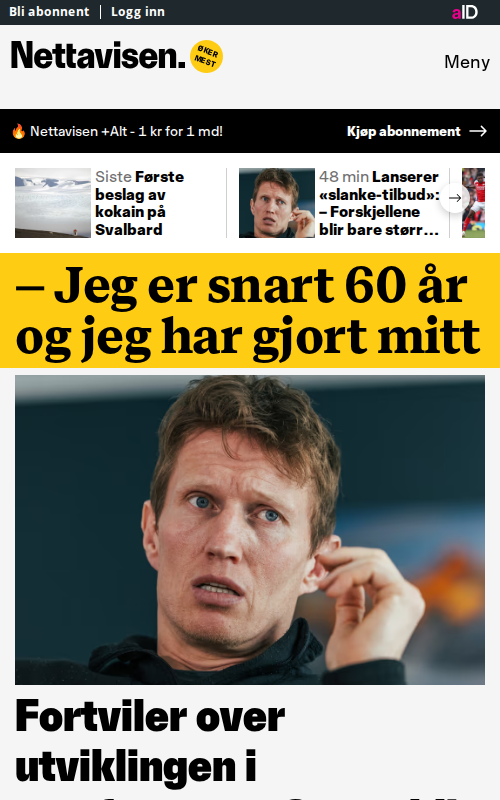 Bli abonnent Logg inn
aID
Nettavisen. ØKER MEST
Meny
Nettavisen +Alt - 1 kr for 1 md! Kjøp abonnement
Siste Første
beslag av
kokain på
Svalbard
48 min Lanserer
«slanke-tilbud»:
– Forskjellene
blir bare størr...
– Jeg er snart 60 år
og jeg har gjort mitt
Fortviler over
utviklingen i